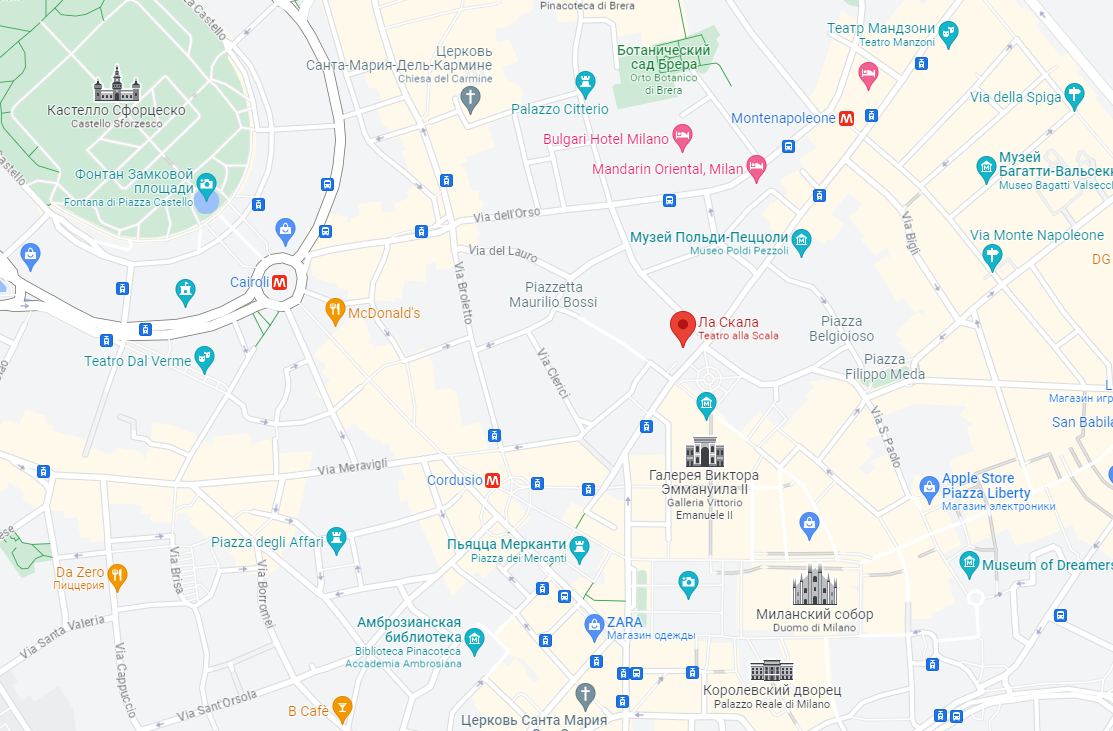 Pinacoteca di Brera
Castello
Театр Мандзони
Teatro Manzoni
Церковь
Санта-Мария-Дель-Кармине
Chiesa del Carmine
Ботанический
сад Брера
Orto Botanico
di Brera
Кастелло Сфорцеско
Castello Sforzesco
Palazzo Citterio
Via della Spiga
Montenapoleone
M
Bulgari Hotel Milano
Mandarin Oriental, Milan
Музей
Багатти-Вальсекк
Museo Bagatti Valsecc
Фонтан Замковой
площади
Fontana di Piazza Castello
Castello
Via dell'Orso
Via Bigli
Музей Польди-Пеццоли
Museo Poldi Pezzoli
Via Monte Napoleone
DG
Via del Lauro
Via Broletto
Cairoli
M
Piazzetta
Maurilio Bossi
McDonald's
Ла Скала
Teatro alla Scala
Piazza
Belgioioso
Teatro Dal Verme
Via Clerici
Piazza
Filippo Meda
L
Магазин игр
San Babila
Via S. Paolo
Via Meravigli
Cordusio
M
Галерея Виктора
Эммануила II
Galleria Vittorio
Emanuele II
Apple Store
Piazza Liberty
Магазин электроники
Piazza degli Affari
Пьяцца Мерканти
Piazza dei Mercanti
Via Brisa
Via Borromei
Da Zero
Пиццерия
Museum of Dreamers
Миланский собор
Duomo di Milano
Via Santa Valeria
Via Cappuccio
Амброзианская
библиотека
Biblioteca Pinacoteca
Accademia Ambrosiana
ZARA
Магазин одежды
Via Sant'Orsola
B Cafè
Королевский дворец
Palazzo Reale di Milano
Церковь Санта Мария